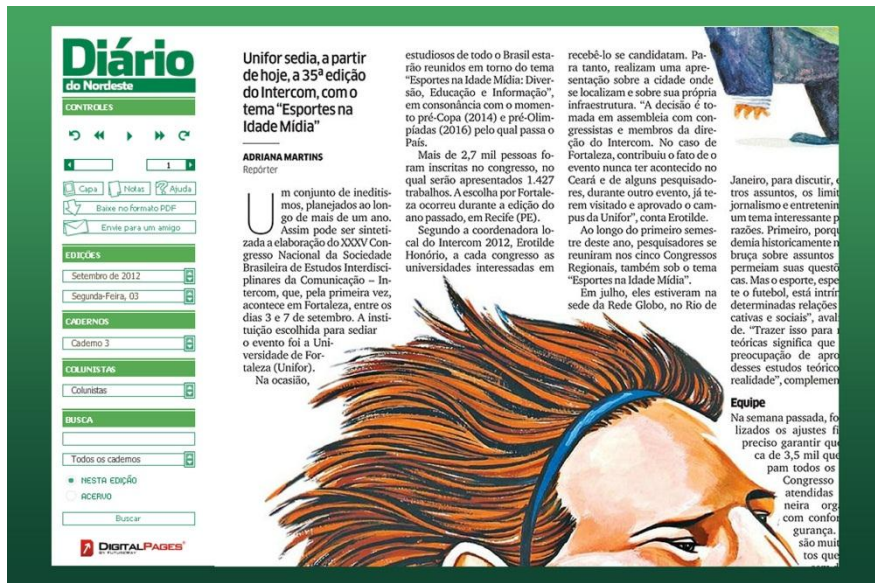 Diário
do Nordeste
CONTROLES
1
Capa
Notas
Ajuda
Baixe no formato PDF
Envie para um amigo
EDIÇÕES
Setembro de 2012
Segunda-Feira, 03
CADERNOS
Caderno 3
COLUNISTAS
Colunistas
BUSCA
Todos os cadernos
NESTA EDIÇÃO
ACERVO
Buscar
DIGITALPAGES
BY FUTUREWAY
Unifor sedia, a partir
de hoje, a 35ª edição
do Intercom, com o
tema “Esportes na
Idade Mídia”
ADRIANA MARTINS
Repórter
Um conjunto de ineditis-
mos, planejados ao lon-
go de mais de um ano.
Assim pode ser sinteti-
zada a elaboração do XXXV Con-
gresso Nacional da Sociedade
Brasileira de Estudos Interdisci-
plinares da Comunicação – In-
tercom, que, pela primeira vez,
acontece em Fortaleza, entre os
dias 3 e 7 de setembro. A insti-
tuição escolhida para sediar
o evento foi a Uni-
versidade de For-
taleza (Unifor).
Na ocasião,
estudiosos de todo o Brasil esta-
rão reunidos em torno do tema
“Esportes na Idade Mídia: Diver-
são, Educação e Informação”,
em consonância com o momen-
to pré-Copa (2014) e pré-Olim-
píadas (2016) pelo qual passa o
País.
Mais de 2,7 mil pessoas fo-
ram inscritas no congresso, no
qual serão apresentados 1.427
trabalhos. A escolha por Fortale-
za ocorreu durante a edição do
ano passado, em Recife (PE).
Segundo a coordenadora lo-
cal do Intercom 2012, Erotilde
Honório, a cada congresso as
universidades interessadas em
recebê-lo se candidatam. Pa-
ra tanto, realizam uma apre-
sentação sobre a cidade onde
se localizam e sobre sua própria
infraestrutura. “A decisão é to-
mada em assembleia com con-
gressistas e membros da dire-
ção do Intercom. No caso de
Fortaleza, contribuiu o fato de o
evento nunca ter acontecido no
Ceará e de alguns pesquisado-
res, durante outro evento, já te-
rem visitado e aprovado o cam-
pus da Unifor”, conta Erotilde.
Ao longo do primeiro semes-
tre deste ano, pesquisadores se
reuniram nos cinco Congressos
Regionais, também sob o tema
“Esportes na Idade Mídia”.
Em julho, eles estiveram na
sede da Rede Globo, no Rio de
Janeiro, para discutir,
tros assuntos, os limit
jornalismo e entretenim
um tema interessante p
razões. Primeiro, porqu
demia historicamente n
bruça sobre assuntos
permeiam suas questõ
cas. Mas o esporte, espe
te o futebol, está intrín
determinadas relações
cativas e sociais”, aval
de. “Trazer isso para
teóricas significa que
preocupação de apro
desses estudos teórico
realidade”, complemen
Equipe
Na semana passada, fo
lizados os ajustes fi
preciso garantir que
ca de 3,5 mil que
pam todos os
Congresso
atendidas
neira orga
com confor
gurança.
são muit
tos que